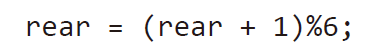 rear = (rear + 1)%6;